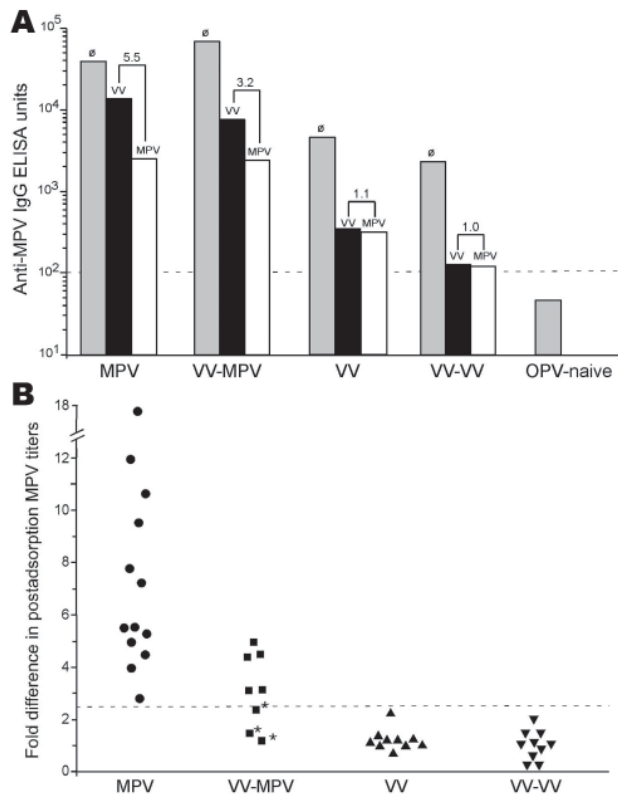 A
Anti-MPV IgG ELISA units
10⁵
10⁴
10³
10²
10¹
ø
VV
5.5
MPV
ø
VV
3.2
MPV
ø
VV
1.1
MPV
ø
VV
1.0
MPV
MPV VV-MPV VV VV-VV OPV-naive
B
Fold difference in postadsorption MPV titers
18
12
10
8
6
4
2
0
*
*
*
MPV VV-MPV VV VV-VV